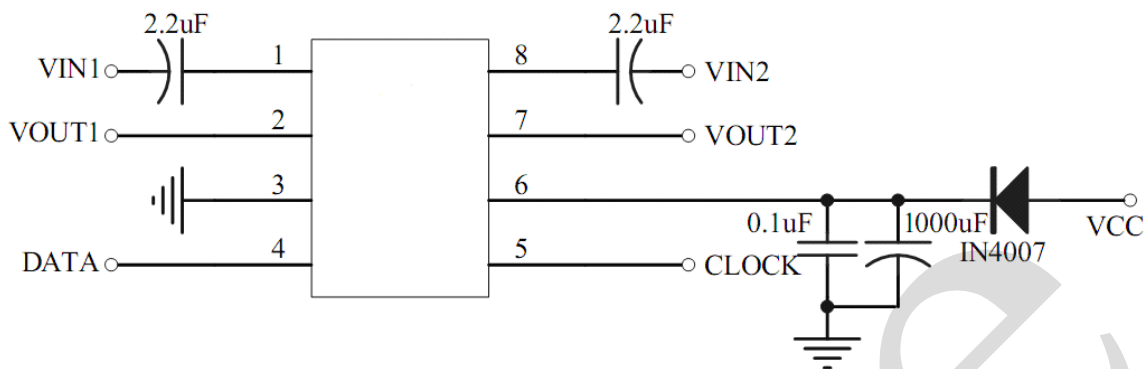 2.2uF
2.2uF
VIN1
1
8
VIN2
VOUT1
2
7
VOUT2
3
6
0.1uF
1000uF
VCC
IN4007
DATA
4
5
CLOCK